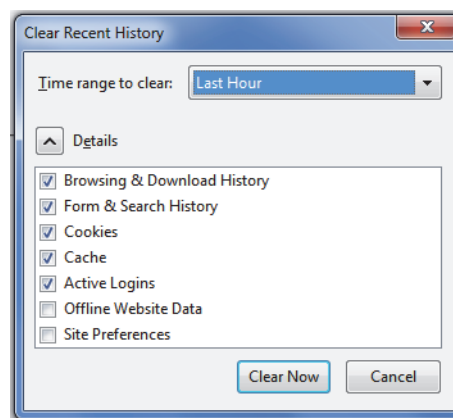 Clear Recent History
Time range to clear: Last Hour
Details
Browsing & Download History
Form & Search History
Cookies
Cache
Active Logins
Offline Website Data
Site Preferences
Clear Now Cancel